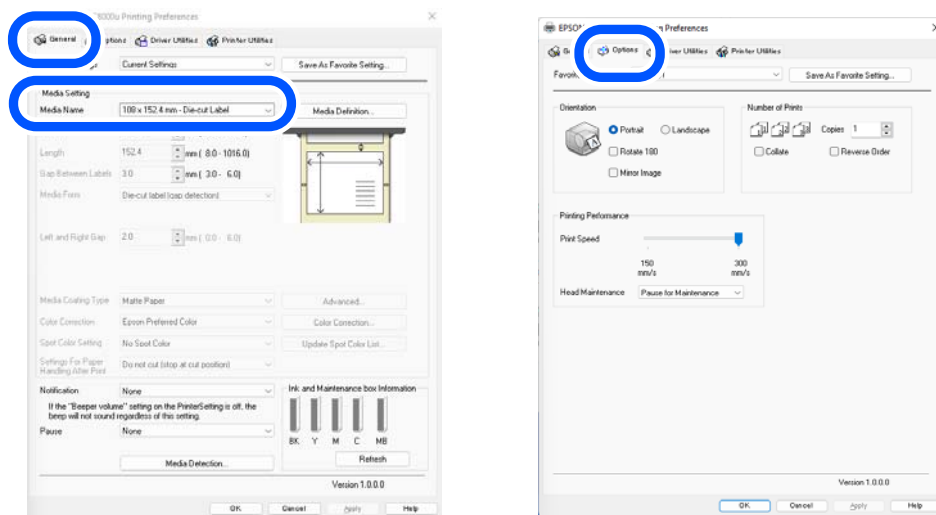 8000u Printing Preferences
General
ptions
Driver Utilities
Printer Utilities
Current Settings
Save As Favorite Setting...
Media Setting
Media Name
108 x 152.4 mm - Die-cut Label
Media Definition...
Length
152.4
mm ( 8.0 - 1016.0)
Gap Between Labels
3.0
mm ( 3.0 - 6.0)
Media Form
Die-cut label (gap detection)
Left and Right Gap
2.0
mm ( 0.0 - 6.0)
Media Coating Type
Matte Paper
Advanced...
Color Correction
Epson Preferred Color
Color Correction...
Spot Color Setting
No Spot Color
Update Spot Color List...
Settings For Paper
Handling After Print
Do not cut (stop at cut position)
Notification
None
If the "Beeper volume" setting on the PrinterSetting is off, the
beep will not sound regardless of this setting.
Pause
None
Media Detection...
Ink and Maintenance box Information
BK Y M C MB
Refresh
Version 1.0.0.0
OK
Cancel
Apply
Help
EPSON
Preferences
Options
iver Utilities
Printer Utilities
Favorit
Save As Favorite Setting...
Orientation
Portrait
Landscape
Rotate 180
Mirror Image
Number of Prints
Copies 1
Collate
Reverse Order
Printing Performance
Print Speed
150
mm/s
300
mm/s
Head Maintenance
Pause for Maintenance
Version 1.0.0.0
OK
Cancel
Apply
Help